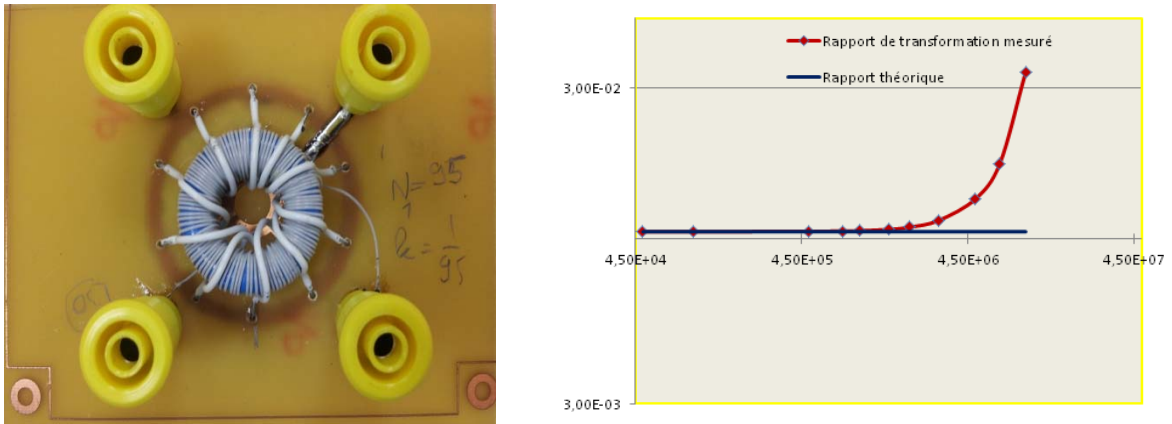 N1=95
k=1/95
Rapport de transformation mesuré
Rapport théorique
3,00E-02
4,50E+04
4,50E+05
4,50E+06
4,50E+07
3,00E-03